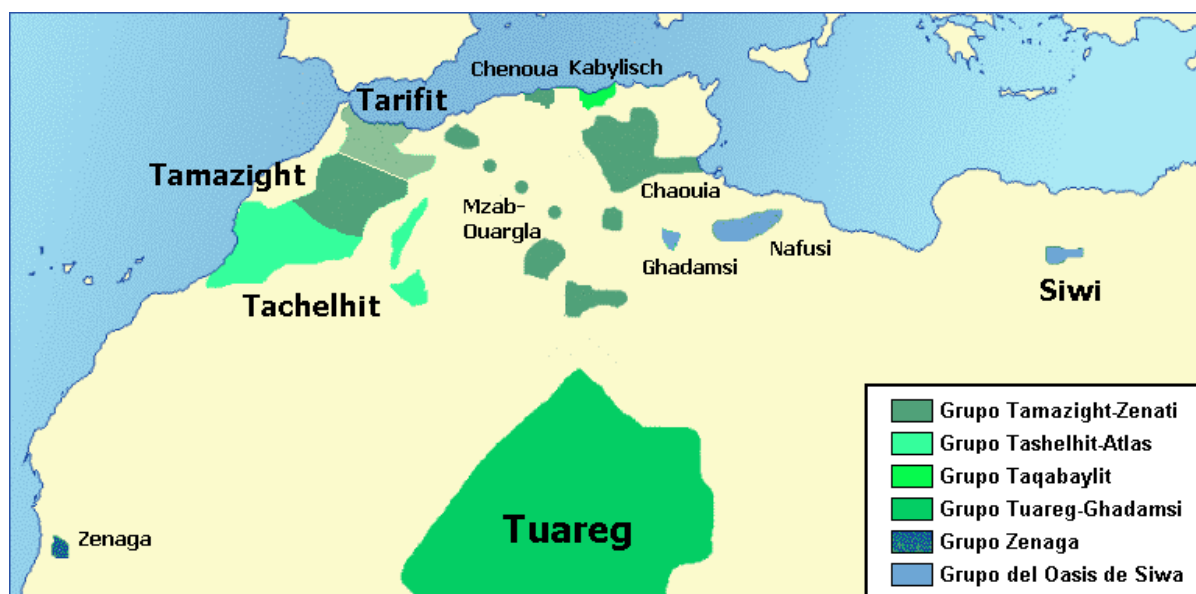 Chenoua
Kabylisch
Tarifit
Tamazight
Chaouia
Mzab-
Ouargla
Nafusi
Ghadamsi
Siwi
Tachelhit
Tuareg
Zenaga
Grupo Tamazight-Zenati
Grupo Tashelhit-Atlas
Grupo Taqabaylit
Grupo Tuareg-Ghadamsi
Grupo Zenaga
Grupo del Oasis de Siwa